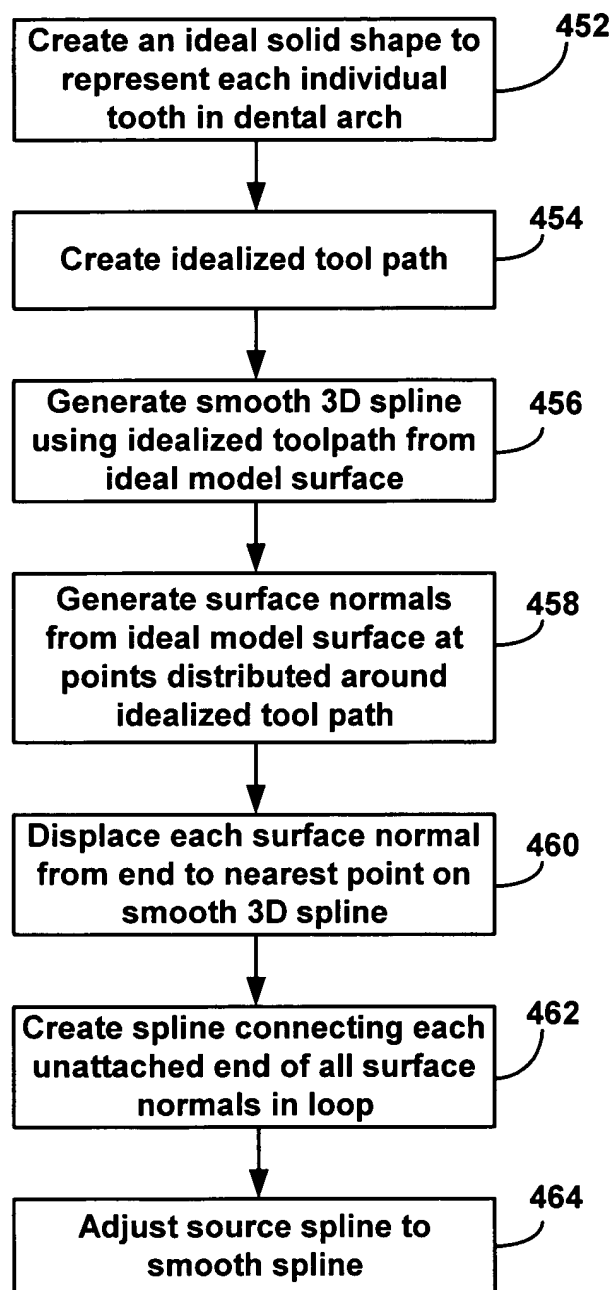 Create an ideal solid shape to
represent each individual
tooth in dental arch
452
Create idealized tool path
454
Generate smooth 3D spline
using idealized toolpath from
ideal model surface
456
Generate surface normals
from ideal model surface at
points distributed around
idealized tool path
458
Displace each surface normal
from end to nearest point on
smooth 3D spline
460
Create spline connecting each
unattached end of all surface
normals in loop
462
Adjust source spline to
smooth spline
464